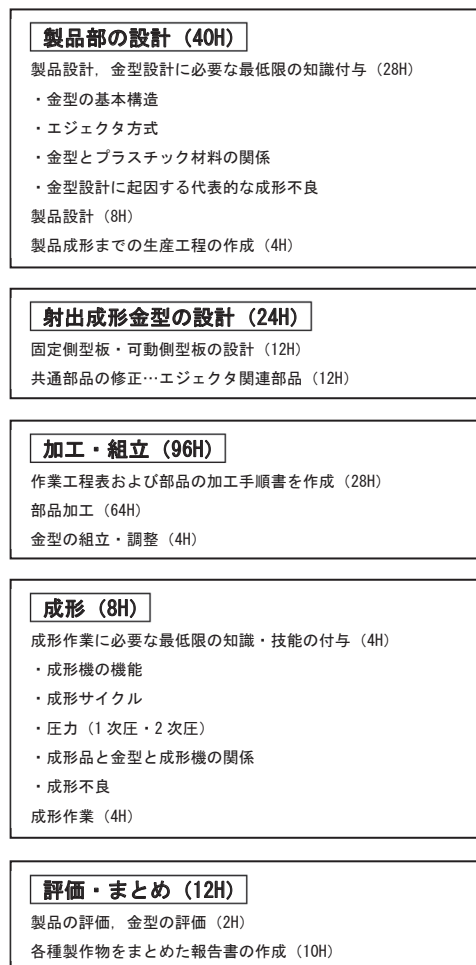 製品部の設計（40H）
製品設計，金型設計に必要な最低限の知識付与（28H）
・金型の基本構造
・エジェクタ方式
・金型とプラスチック材料の関係
・金型設計に起因する代表的な成形不良
製品設計（8H）
製品成形までの生産工程の作成（4H）
射出成形金型の設計（24H）
固定側型板・可動側型板の設計（12H）
共通部品の修正…エジェクタ関連部品（12H）
加工・組立（96H）
作業工程表および部品の加工手順書を作成（28H）
部品加工（64H）
金型の組立・調整（4H）
成形（8H）
成形作業に必要な最低限の知識・技能の付与（4H）
・成形機の機能
・成形サイクル
・圧力（1次圧・2次圧）
・成形品と金型と成形機の関係
・成形不良
成形作業（4H）
評価・まとめ（12H）
製品の評価，金型の評価（2H）
各種製作物をまとめた報告書の作成（10H）